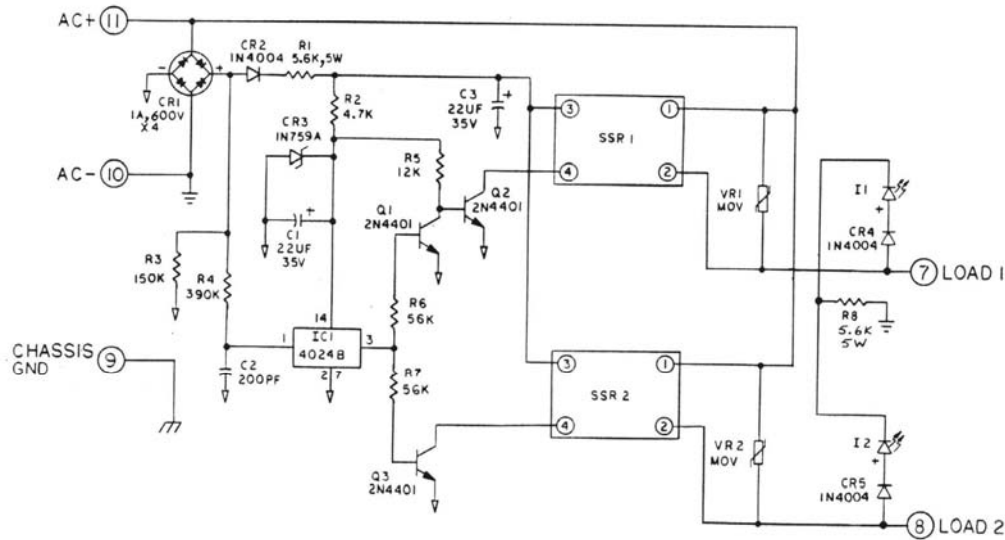 AC+ 11
CR2
1N4004
R1
5.6K,5W
-
+
CR1
1A,600V
X4
R2
4.7K
C3
22UF
35V
+
3
1
SSR 1
4
2
CR3
1N759A
AC- 10
R5
12K
Q2
2N4401
Q1
2N4401
VR1
MOV
I1
+
CR4
1N4004
+
C1
22UF
35V
7 LOAD 1
R3
150K
R4
390K
R6
56K
R8
5.6K
5W
14
1
IC1
4024B
3
2
7
CHASSIS
GND
9
C2
200PF
R7
56K
3
1
SSR 2
4
2
VR2
MOV
I2
+
CR5
1N4004
Q3
2N4401
8 LOAD 2